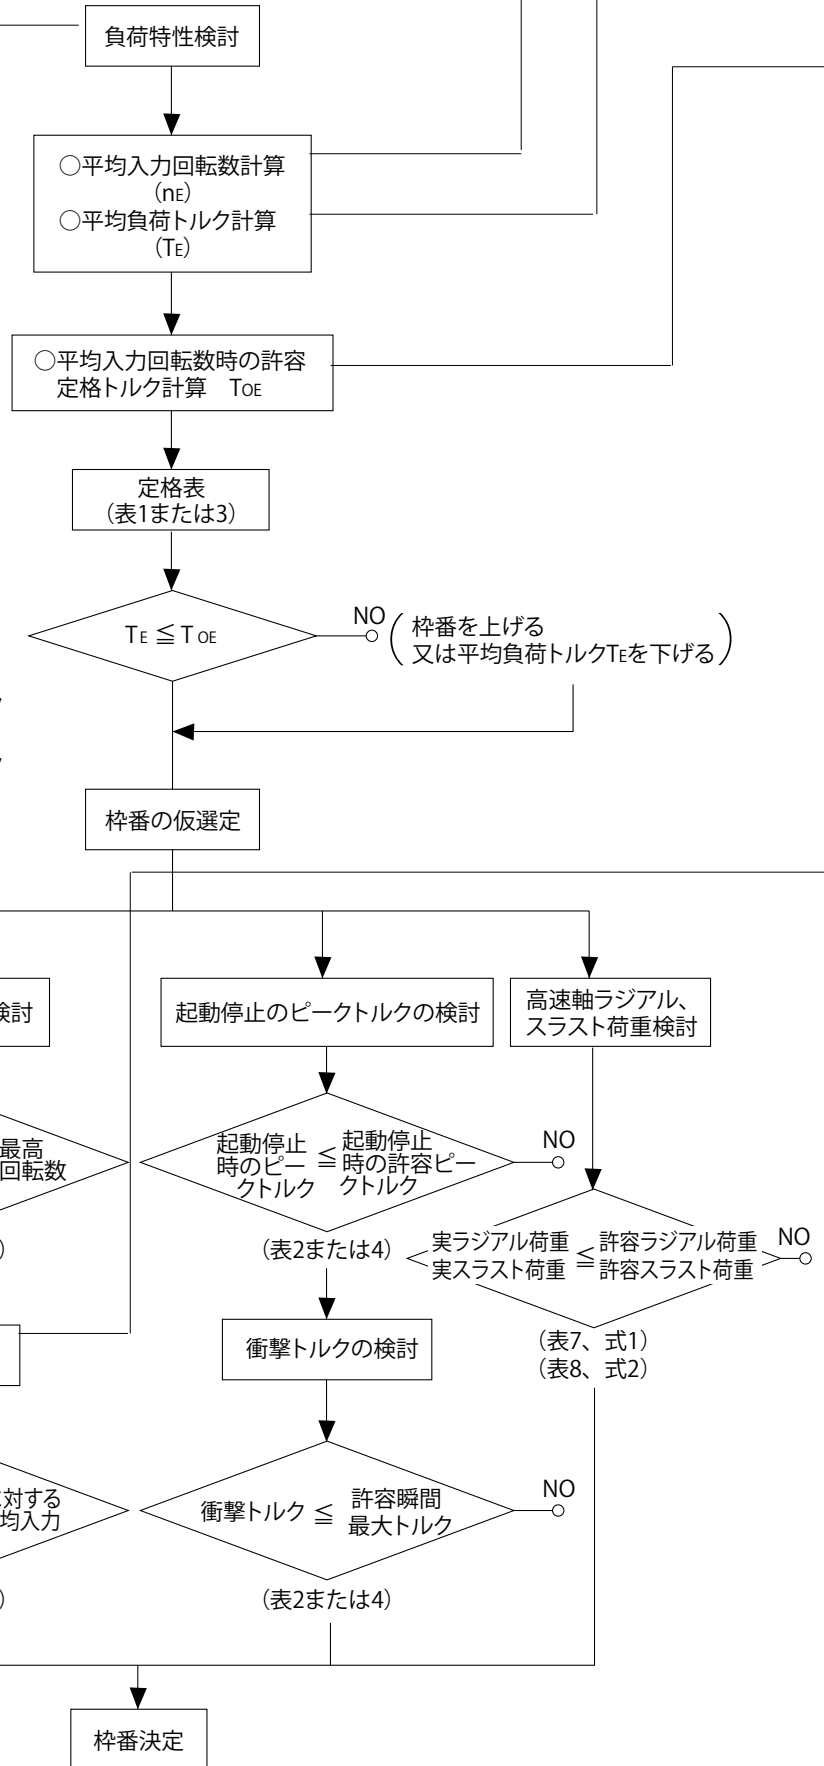 負荷特性検討
○平均入力回転数計算
(nE)
○平均負荷トルク計算
(TE)
○平均入力回転数時の許容
定格トルク計算 TOE
定格表
(表1または3)
TE ≦ TOE
NO
枠番を上げる
又は平均負荷トルクTEを下げる
枠番の仮選定
検討
起動停止のピークトルクの検討
高速軸ラジアル、
スラスト荷重検討
最高
回転数
起動停止
時のピー
クトルク
≦
起動停止
時の許容ピー
クトルク
NO
(表2または4)
実ラジアル荷重
実スラスト荷重
≦
許容ラジアル荷重
許容スラスト荷重
NO
衝撃トルクの検討
(表7、式1)
(表8、式2)
対する
均入力
衝撃トルク ≦
許容瞬間
最大トルク
NO
(表2または4)
枠番決定